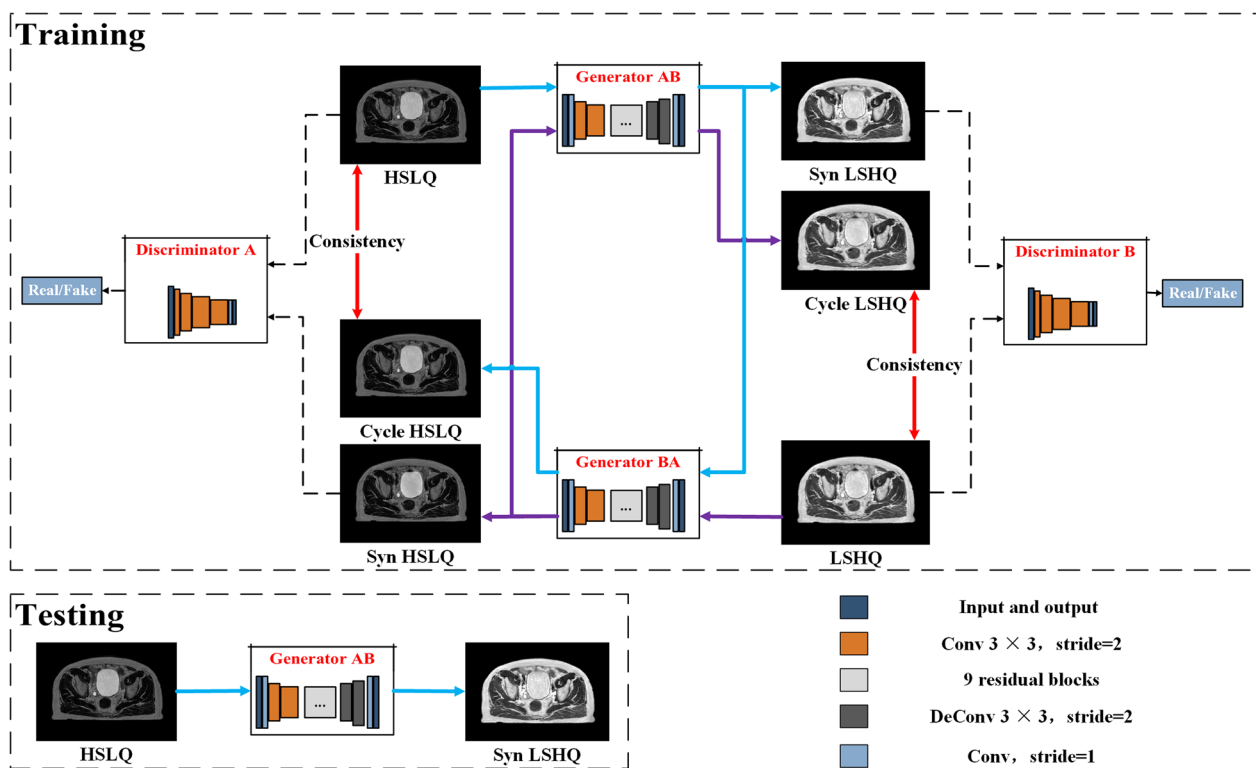 Training
HSLQ
Generator AB
...
Syn LSHQ
Consistency
Cycle LSHQ
Discriminator A
Real/Fake
Discriminator B
Real/Fake
Consistency
Cycle HSLQ
Generator BA
...
Syn HSLQ
LSHQ
Testing
HSLQ
Generator AB
...
Syn LSHQ
Input and output
Conv 3 × 3，stride=2
9 residual blocks
DeConv 3 × 3，stride=2
Conv，stride=1